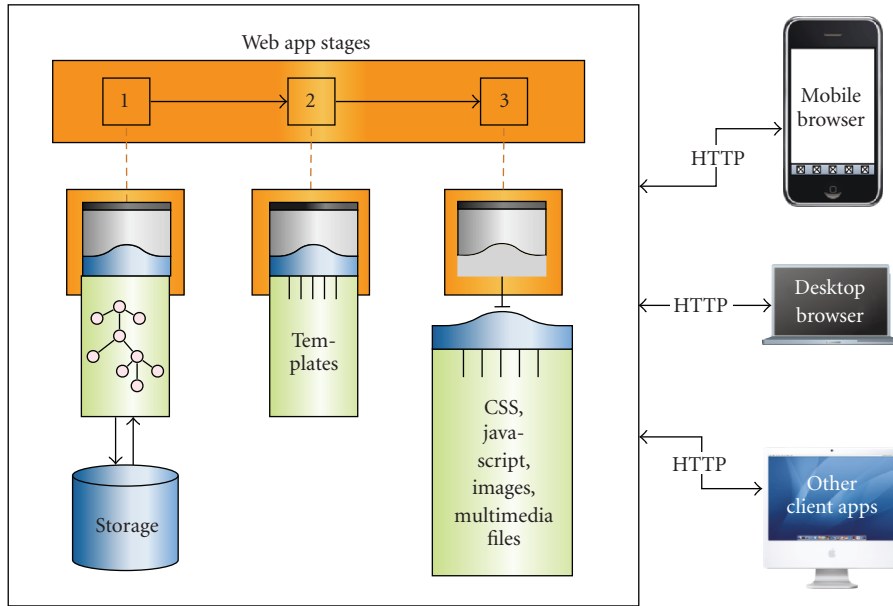 Web app stages
1
2
3
Tem-
plates
CSS,
java-
script,
images,
multimedia
files
Storage
HTTP
Mobile
browser
HTTP
Desktop
browser
HTTP
Other
client apps